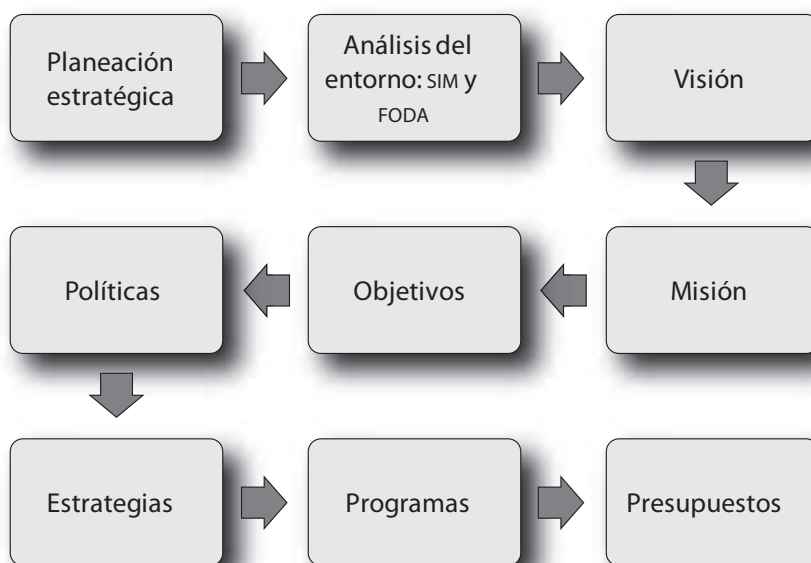 Planeación
estratégica
Análisis del
entorno: SIM y
FODA
Visión
Misión
Objetivos
Políticas
Estrategias
Programas
Presupuestos